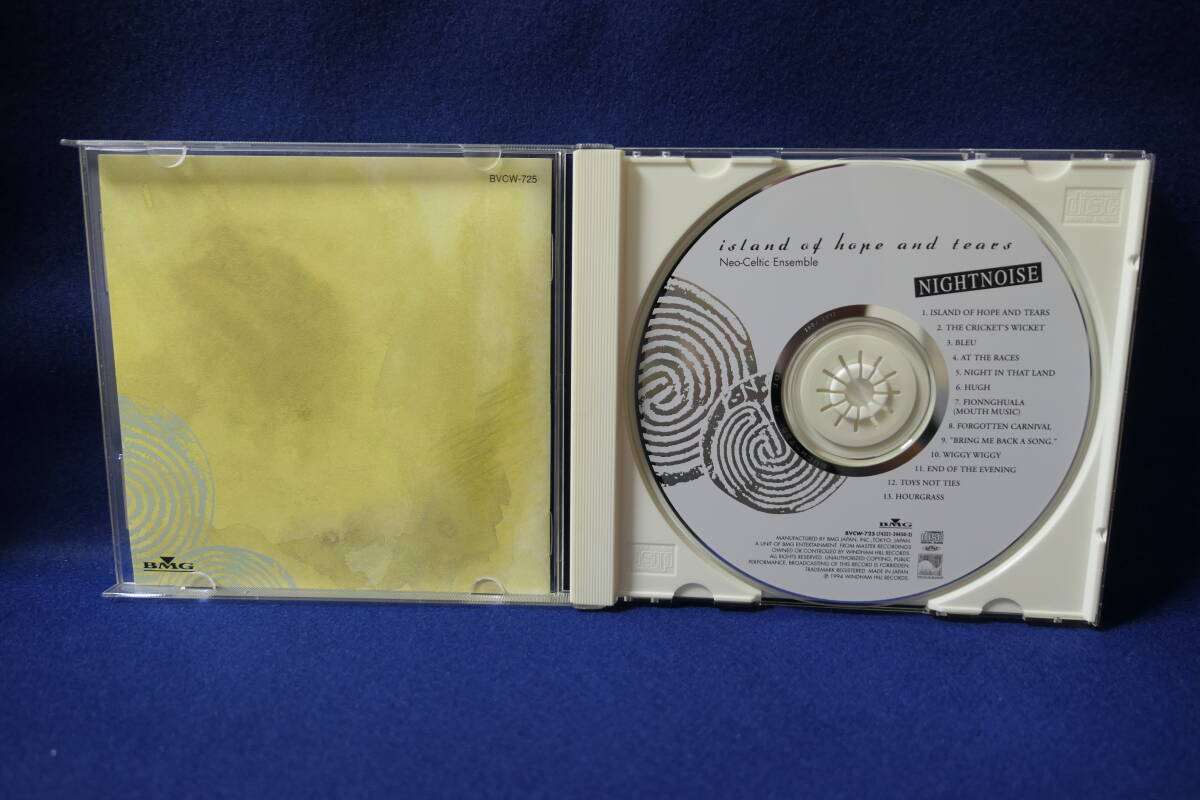 BVCW-725
BMG
island of hope and tears
Neo-Celtic Ensemble
NIGHTNOISE
1. ISLAND OF HOPE AND TEARS
2. THE CRICKET'S WICKET
3. BLEU
4. AT THE RACES
5. NIGHT IN THAT LAND
6. HUGH
7. FIONNGHUALA
(MOUTH MUSIC)
8. FORGOTTEN CARNIVAL
9. "BRING ME BACK A SONG."
10. WIGGY WIGGY
11. END OF THE EVENING
12. TOYS NOT TIES
13. HOURGRASS
BMG
BVCW-725
MANUFACTURED BY BMG JAPAN, INC., TOKYO, JAPAN.
A UNIT OF BMG ENTERTAINMENT. FROM MASTER RECORDINGS
OWNED OR CONTROLED BY WINDHAM HILL RECORDS.
ALL RIGHTS RESERVED. UNAUTHORIZED COPYING, PUBLIC
PERFORMANCE, BROADCASTING OF THIS RECORD IS FORBIDDEN.
TRADEMARK REGISTERED. MADE IN JAPAN.
℗ 1994 WINDHAM HILL RECORDS.
disc